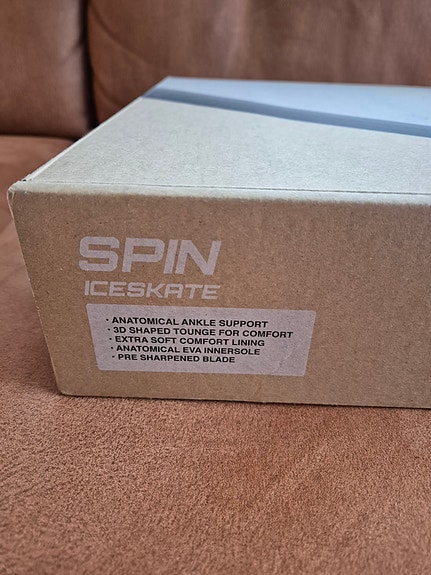 SPIN
ICESKATE
· ANATOMICAL ANKLE SUPPORT
· 3D SHAPED TOUNGE FOR COMFORT
· EXTRA SOFT COMFORT LINING
· ANATOMICAL EVA INNERSOLE
· PRE SHARPENED BLADE